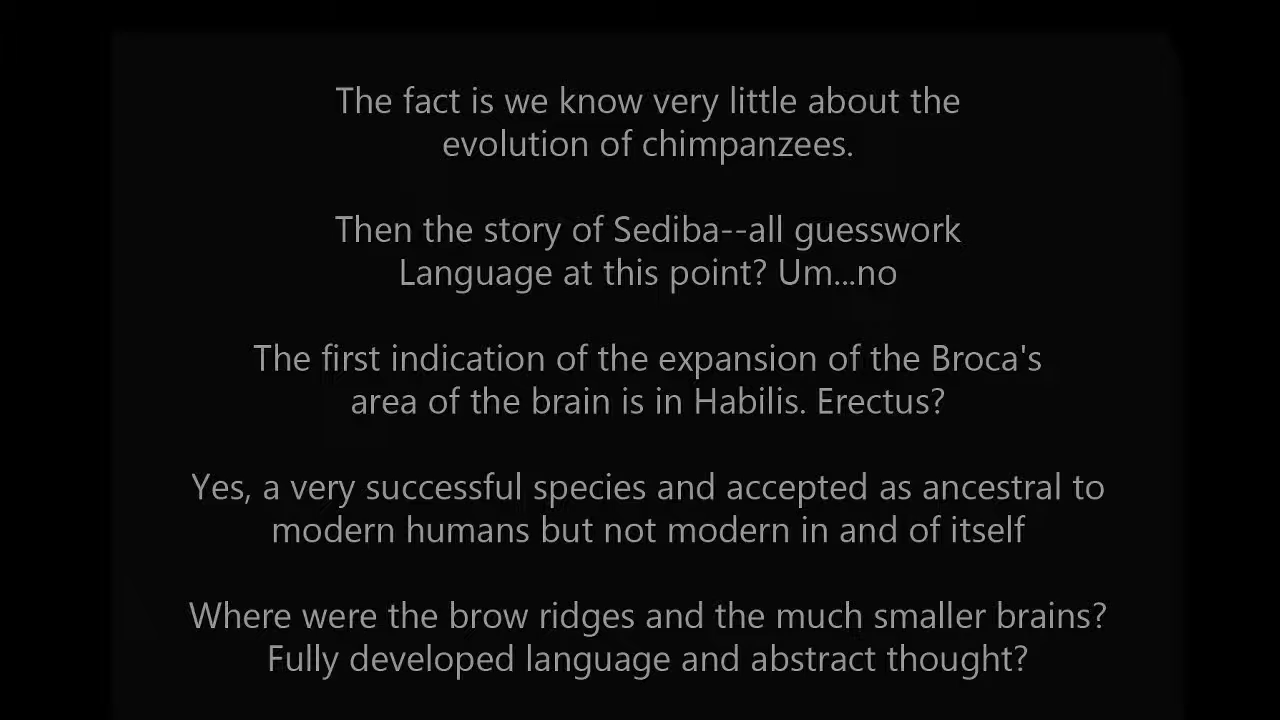 The fact is we know very little about the
evolution of chimpanzees.
Then the story of Sediba--all guesswork
Language at this point? Um...no
The first indication of the expansion of the Broca's
area of the brain is in Habilis. Erectus?
Yes, a very successful species and accepted as ancestral to
modern humans but not modern in and of itself
Where were the brow ridges and the much smaller brains?
Fully developed language and abstract thought?